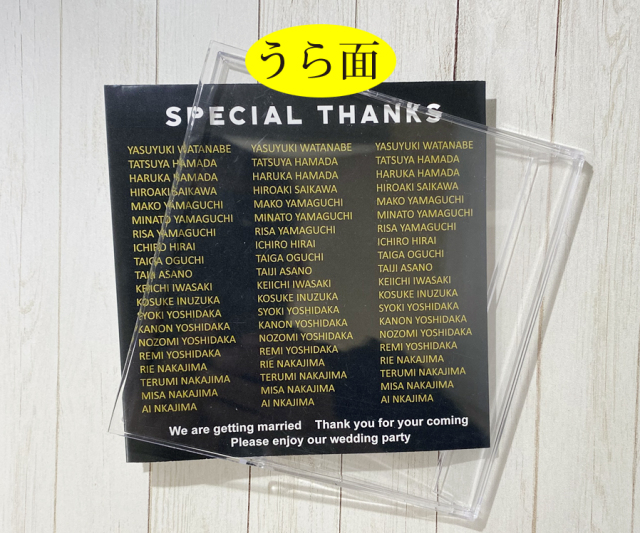 うら面
SPECIAL THANKS
YASUYUKI WATANABE YASUYUKI WATANABE YASUYUKI WATANABE
TATSUYA HAMADA TATSUYA HAMADA TATSUYA HAMADA
HARUKA HAMADA HARUKA HAMADA HARUKA HAMADA
HIROAKI SAIKAWA HIROAKI SAIKAWA HIROAKI SAIKAWA
MAKO YAMAGUCHI MAKO YAMAGUCHI MAKO YAMAGUCHI
MINATO YAMAGUCHI MINATO YAMAGUCHI MINATO YAMAGUCHI
RISA YAMAGUCHI RISA YAMAGUCHI RISA YAMAGUCHI
ICHIRO HIRAI ICHIRO HIRAI ICHIRO HIRAI
TAIGA OGUCHI TAIGA OGUCHI TAIGA OGUCHI
TAIJI ASANO TAIJI ASANO TAIJI ASANO
KEIICHI IWASAKI KEIICHI IWASAKI KEIICHI IWASAKI
KOSUKE INUZUKA KOSUKE INUZUKA KOSUKE INUZUKA
SYOKI YOSHIDAKA SYOKI YOSHIDAKA SYOKI YOSHIDAKA
KANON YOSHIDAKA KANON YOSHIDAKA KANON YOSHIDAKA
NOZOMI YOSHIDAKA NOZOMI YOSHIDAKA NOZOMI YOSHIDAKA
REMI YOSHIDAKA REMI YOSHIDAKA REMI YOSHIDAKA
RIE NAKAJIMA RIE NAKAJIMA RIE NAKAJIMA
TERUMI NAKAJIMA TERUMI NAKAJIMA TERUMI NAKAJIMA
MISA NAKAJIMA MISA NAKAJIMA MISA NAKAJIMA
AI NKAJIMA AI NKAJIMA AI NKAJIMA
We are getting married Thank you for your coming
Please enjoy our wedding party